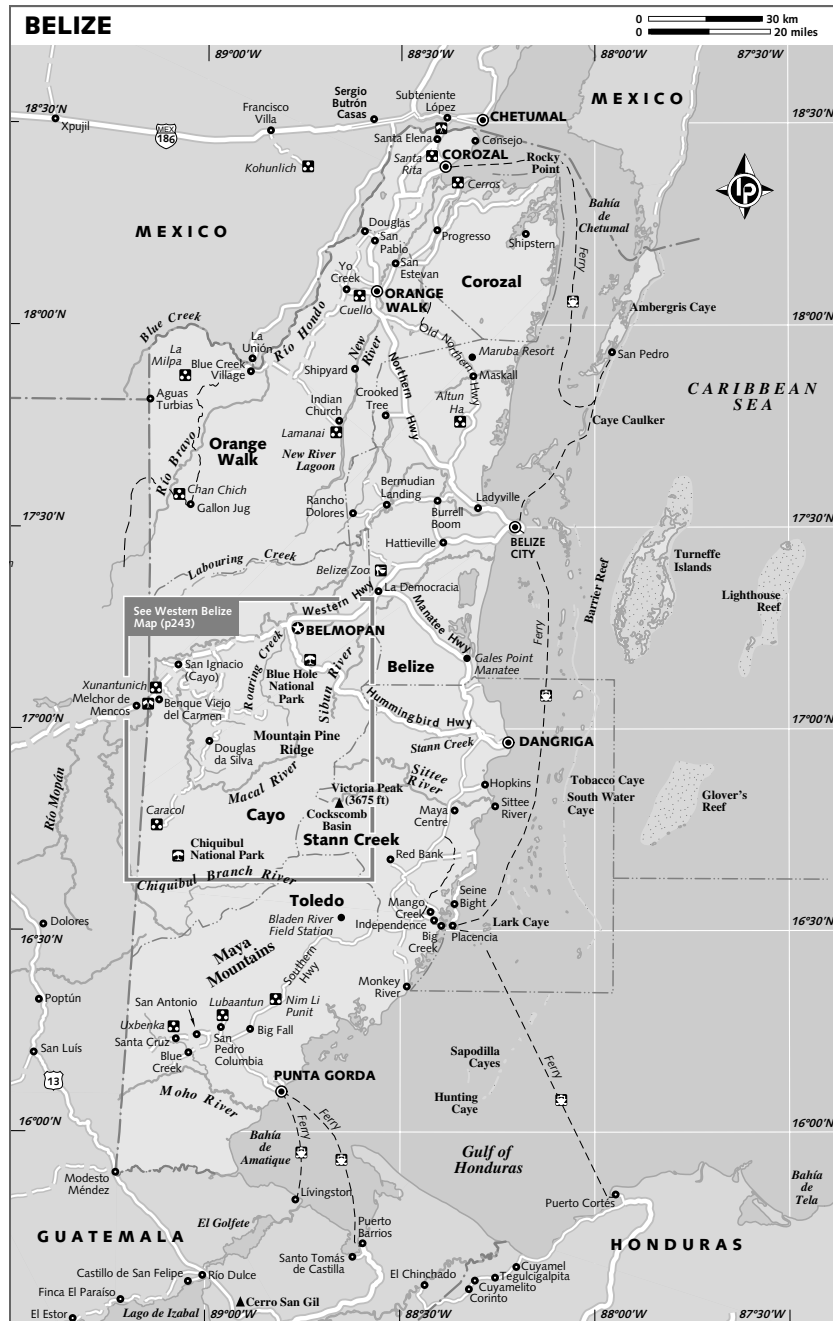 BELIZE
0 30 km
0 20 miles
89°00'W
88°30'W
88°00'W
87°30'W
Sergio
Butrón
Casas
Subteniente
López
MEXICO
Francisco
Villa
18°30'N
18°30'N
Xpujil
MEX
186
CHETUMAL
Santa Elena
Consejo
Santa
Rita
COROZAL
Rocky
Point
Kohunlich
Cerros
lp
MEXICO
Bahía
de
Chetumal
Douglas
San
Pablo
Progresso
Shipstern
Ferry
Yo
Creek
San
Estevan
Corozal
Cuello
ORANGE
WALK
Ambergris Caye
18°00'N
18°00'N
Blue Creek
Río Hondo
Old Northern Hwy
La
Unión
New
River
Northern
Hwy
Maruba Resort
San Pedro
La
Milpa
Blue Creek
Village
Shipyard
Maskall
CARIBBEAN
SEA
Aguas
Turbias
Indian
Church
Crooked
Tree
Altun
Ha
Caye Caulker
Lamanai
Orange
Walk
New River
Lagoon
Río Bravo
Chan Chich
Gallon Jug
Bermudian
Landing
Rancho
Dolores
Burrell
Boom
Ladyville
17°30'N
17°30'N
Hattieville
BELIZE
CITY
Turneffe
Islands
Labouring Creek
Belize Zoo
Barrier Reef
Lighthouse
Reef
La Democracia
See Western Belize
Map (p243)
Western Hwy
Manatee Hwy
Ferry
BELMOPAN
Roaring Creek
San Ignacio
(Cayo)
Belize
Gales Point
Manatee
Xunantunich
Blue Hole
National
Park
Sibun River
Melchor de
Mencos
Benque Viejo
del Carmen
Hummingbird Hwy
17°00'N
17°00'N
Mountain Pine
Ridge
Stann Creek
DANGRIGA
Douglas
da Silva
Río Mopán
Macal River
Sittee
River
Hopkins
Tobacco Caye
South Water
Caye
Glover's
Reef
Victoria Peak
(3675 ft)
Maya
Centre
Sittee
River
Caracol
Cayo
Cockscomb
Basin
Stann Creek
Chiquibul
National Park
Red Bank
Chiquibul Branch River
Toledo
Mango
Creek
Seine
Bight
Dolores
Bladen River
Field Station
Independence
Lark Caye
16°30'N
16°30'N
Big
Creek
Placencia
Maya
Mountains
Southern
Hwy
Monkey
River
Poptún
San Antonio
Lubaantun
Nim Li
Punit
Uxbenka
Santa Cruz
Big Fall
San Luís
Blue
Creek
San
Pedro
Columbia
Sapodilla
Cayes
Ferry
13
PUNTA GORDA
Moho River
Hunting
Caye
16°00'N
16°00'N
Ferry
Ferry
Bahía
de
Amatique
Gulf of
Honduras
Modesto
Méndez
Lívingston
Puerto Cortés
Bahía
de
Tela
El Golfete
GUATEMALA
Puerto
Barrios
HONDURAS
Santo Tomás
de Castilla
Castillo de San Felipe
Río Dulce
El Chinchado
Cuyamel
Tegulcigalpita
Cuyamelito
Corinto
Finca El Paraíso
Cerro San Gil
El Estor
Lago de Izabal
89°00'W
88°30'W
88°00'W
87°30'W